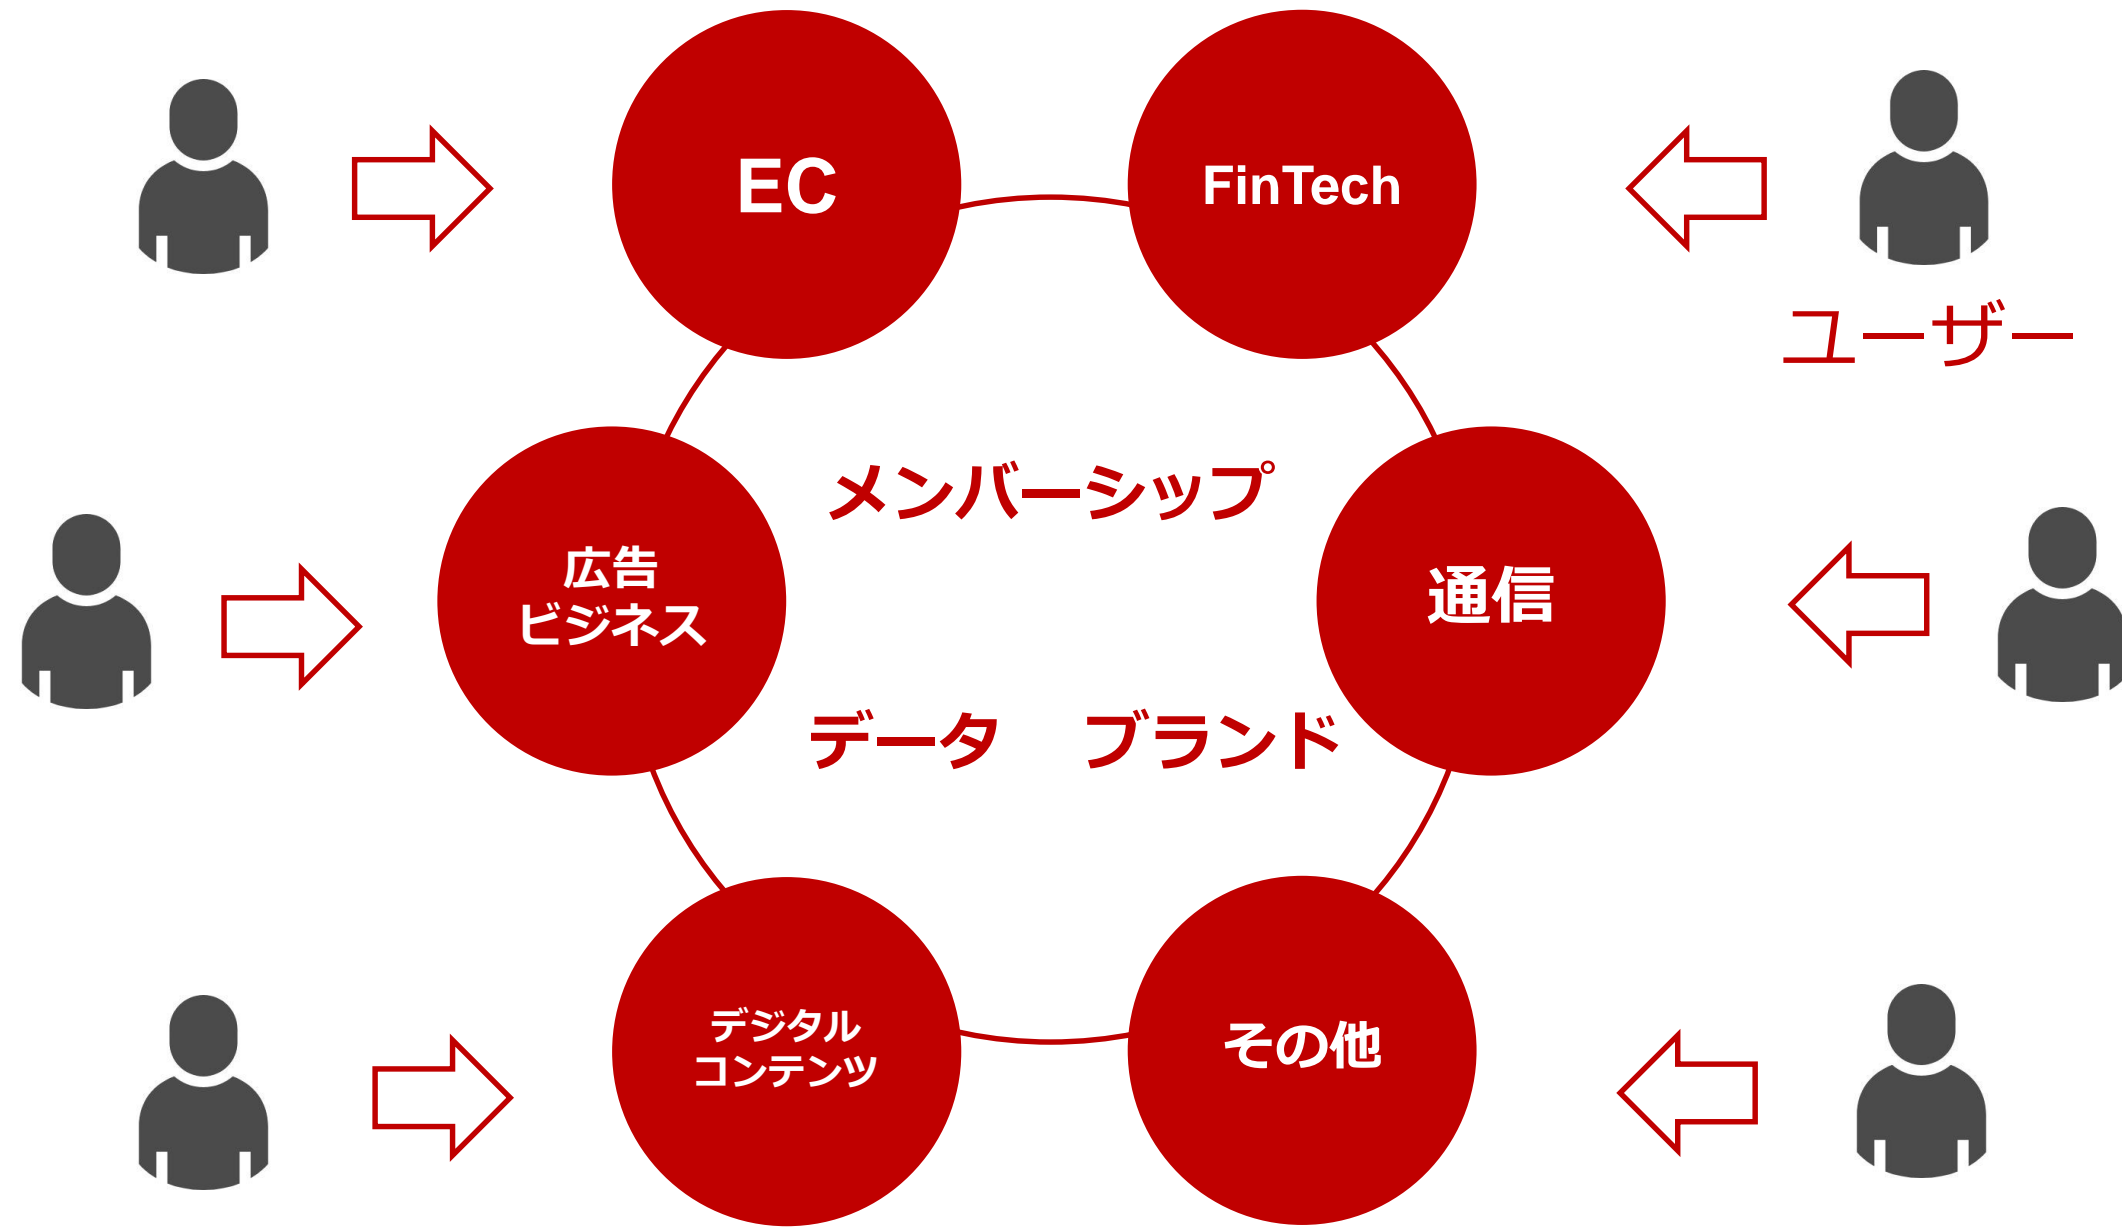 EC
FinTech
ユーザー
メンバーシップ
広告
ビジネス
通信
データ　ブランド
デジタル
コンテンツ
その他